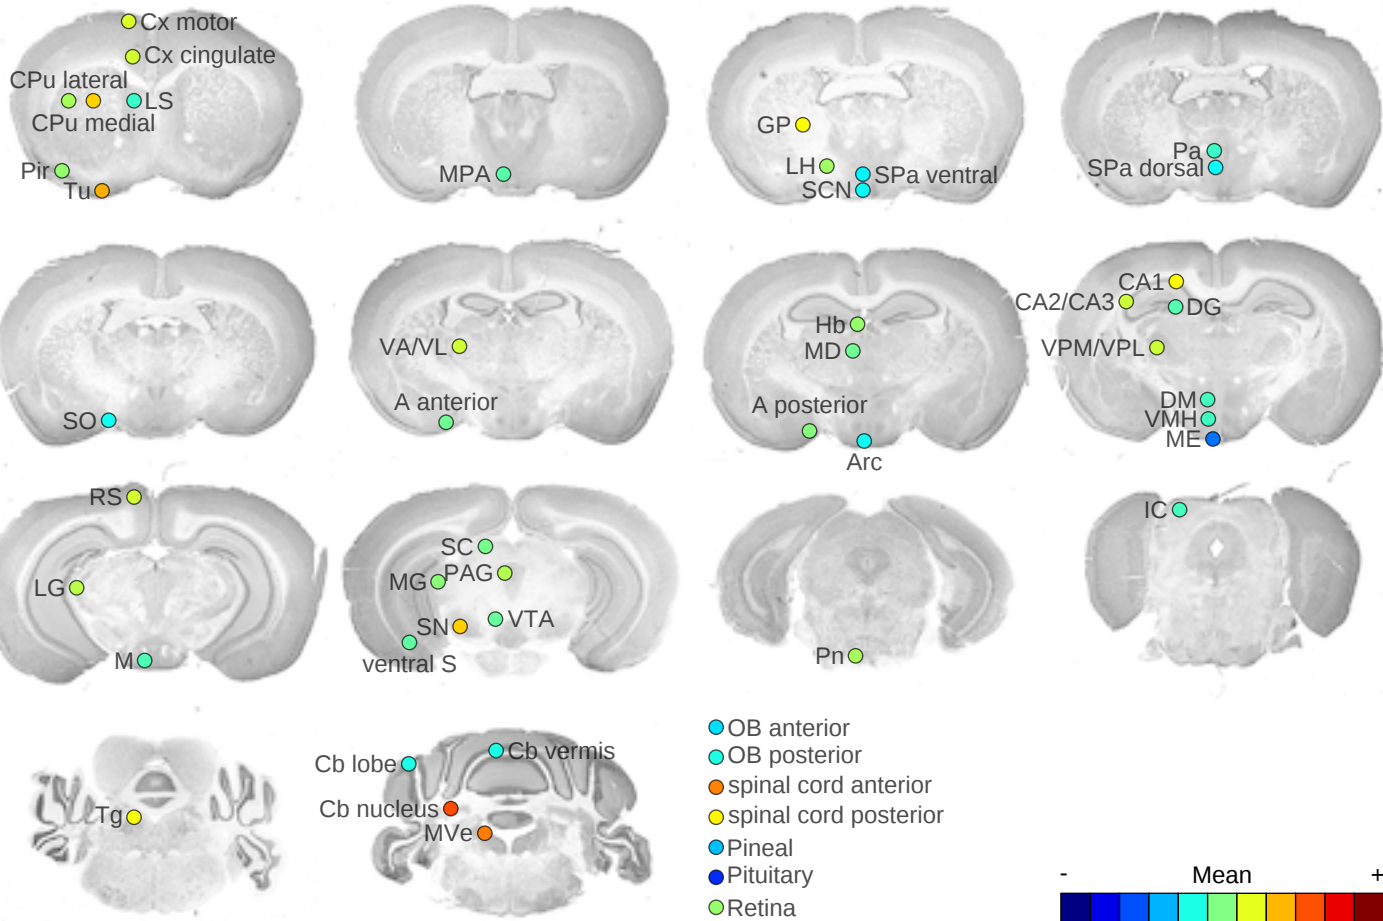 Cx motor
Cx cingulate
CPu lateral
LS
CPu medial
Pir
Tu
MPA
GP
LH
SPa ventral
SCN
Pa
SPa dorsal
SO
VA/VL
A anterior
Hb
MD
A posterior
Arc
CA1
CA2/CA3
DG
VPM/VPL
DM
VMH
ME
RS
LG
M
SC
MG
PAG
SN
VTA
ventral S
Pn
IC
Tg
Cb lobe
Cb vermis
Cb nucleus
MVe
OB anterior
OB posterior
spinal cord anterior
spinal cord posterior
Pineal
Pituitary
Retina
- Mean +